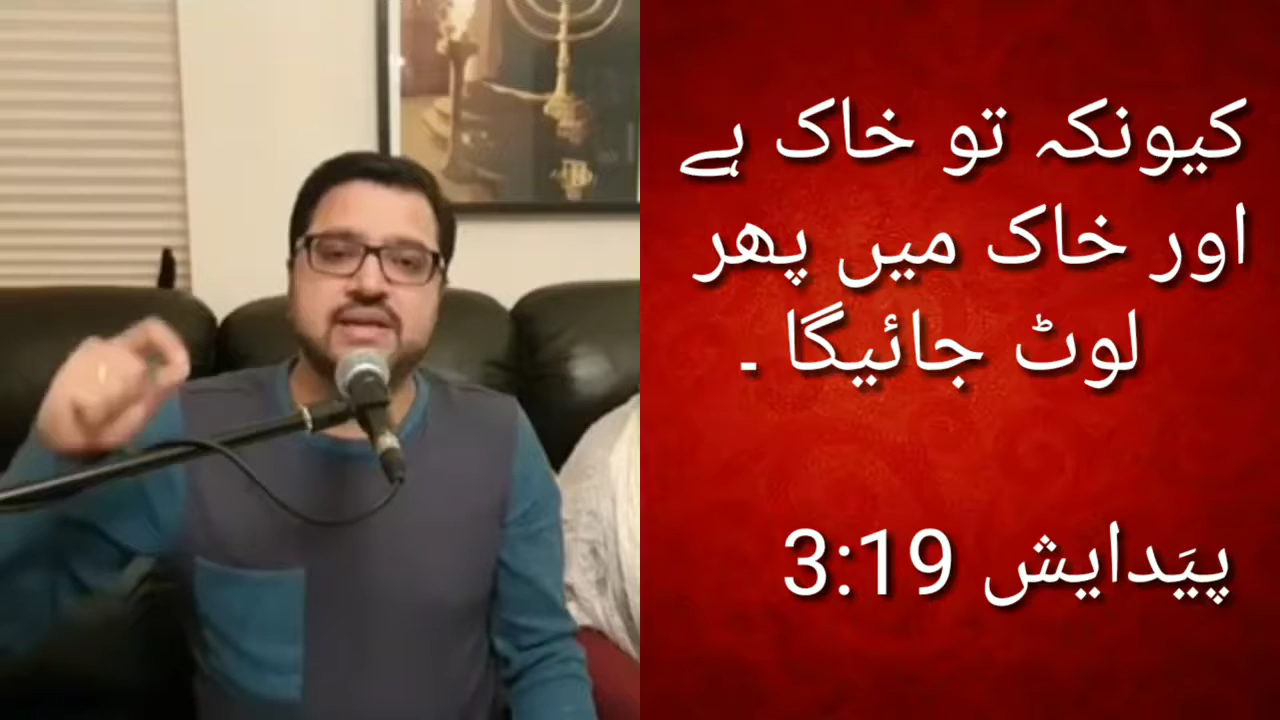 کیونکہ تو خاک ہے
اور خاک میں پھر
لوٹ جائیگا ۔
پیَدایش 3:19